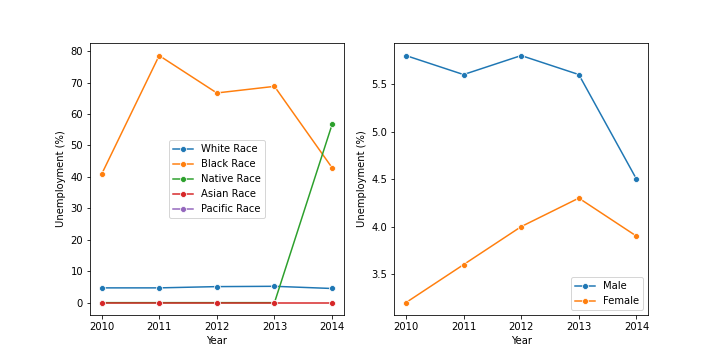 80
70
60
50
40
30
20
10
0
Unemployment (%)
White Race
Black Race
Native Race
Asian Race
Pacific Race
2010 2011 2012 2013 2014
Year
5.5
5.0
4.5
4.0
3.5
Unemployment (%)
Male
Female
2010 2011 2012 2013 2014
Year